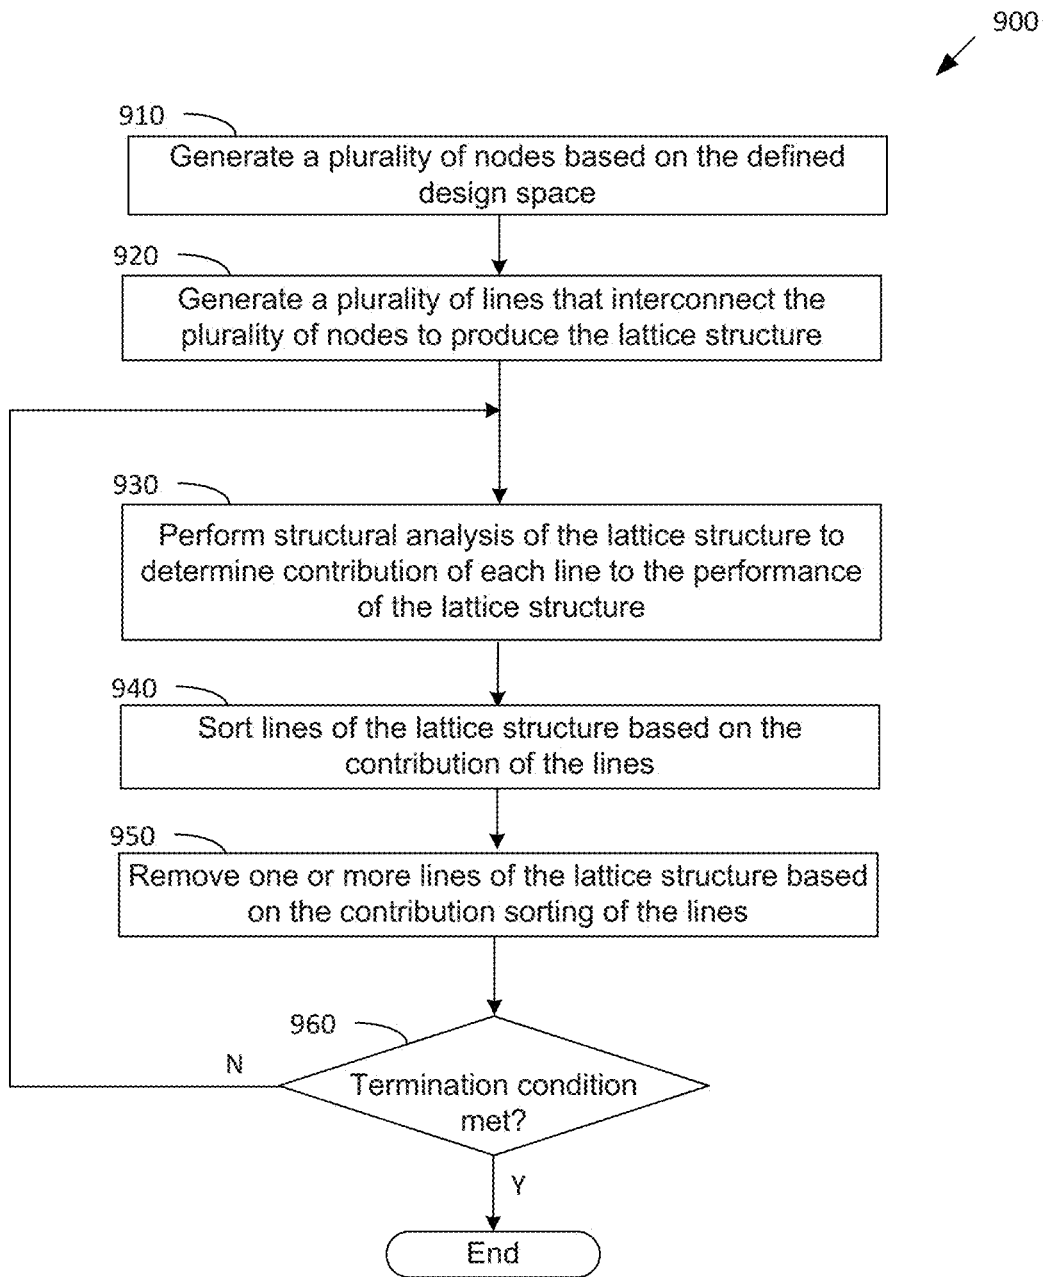 900
910
Generate a plurality of nodes based on the defined
design space
920
Generate a plurality of lines that interconnect the
plurality of nodes to produce the lattice structure
930
Perform structural analysis of the lattice structure to
determine contribution of each line to the performance
of the lattice structure
940
Sort lines of the lattice structure based on the
contribution of the lines
950
Remove one or more lines of the lattice structure based
on the contribution sorting of the lines
960
N
Termination condition
met?
Y
End